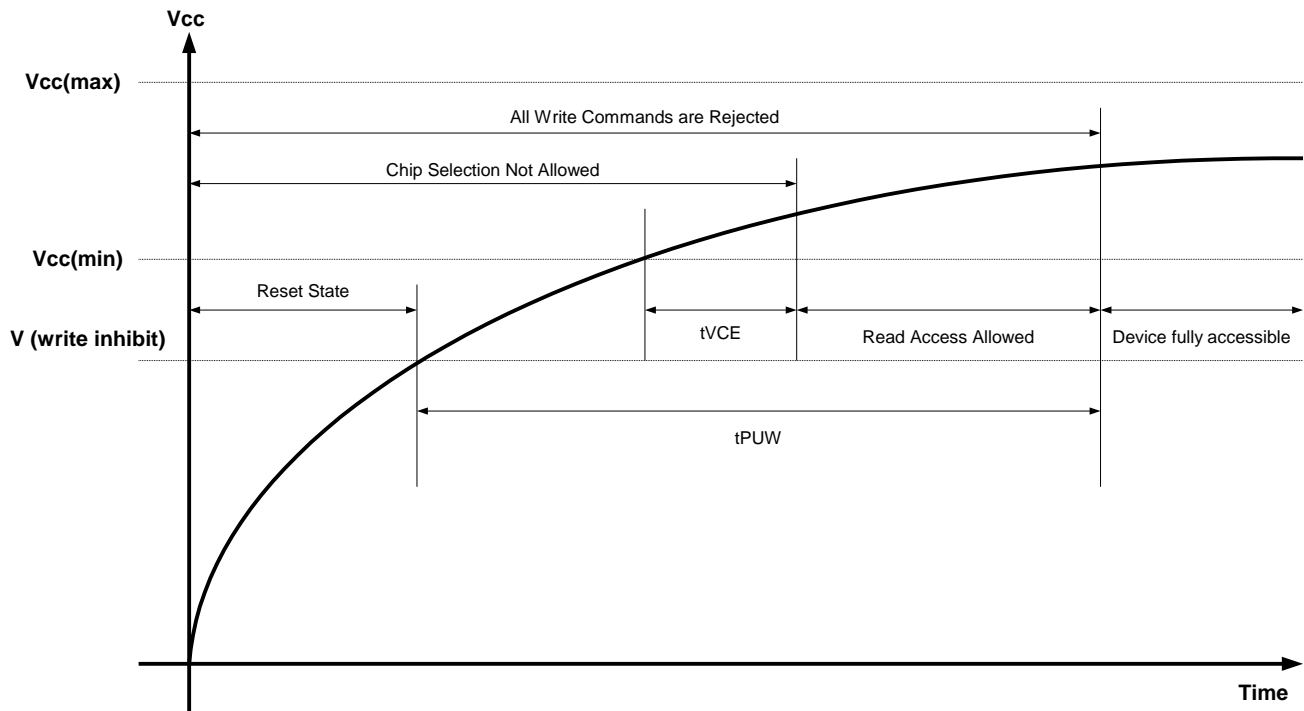 Vcc
Vcc(max)
All Write Commands are Rejected
Chip Selection Not Allowed
Vcc(min)
Reset State
V (write inhibit)
tVCE
Read Access Allowed
Device fully accessible
tPUW
Time